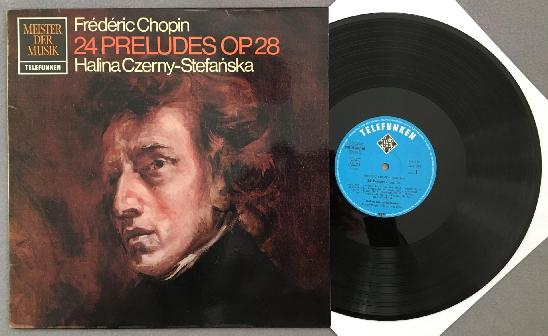 MEISTER
DER
MUSIK
TELEFUNKEN
Frédéric Chopin
24 PRELUDES OP 28
Halina Czerny-Stefańska
TELEFUNKEN